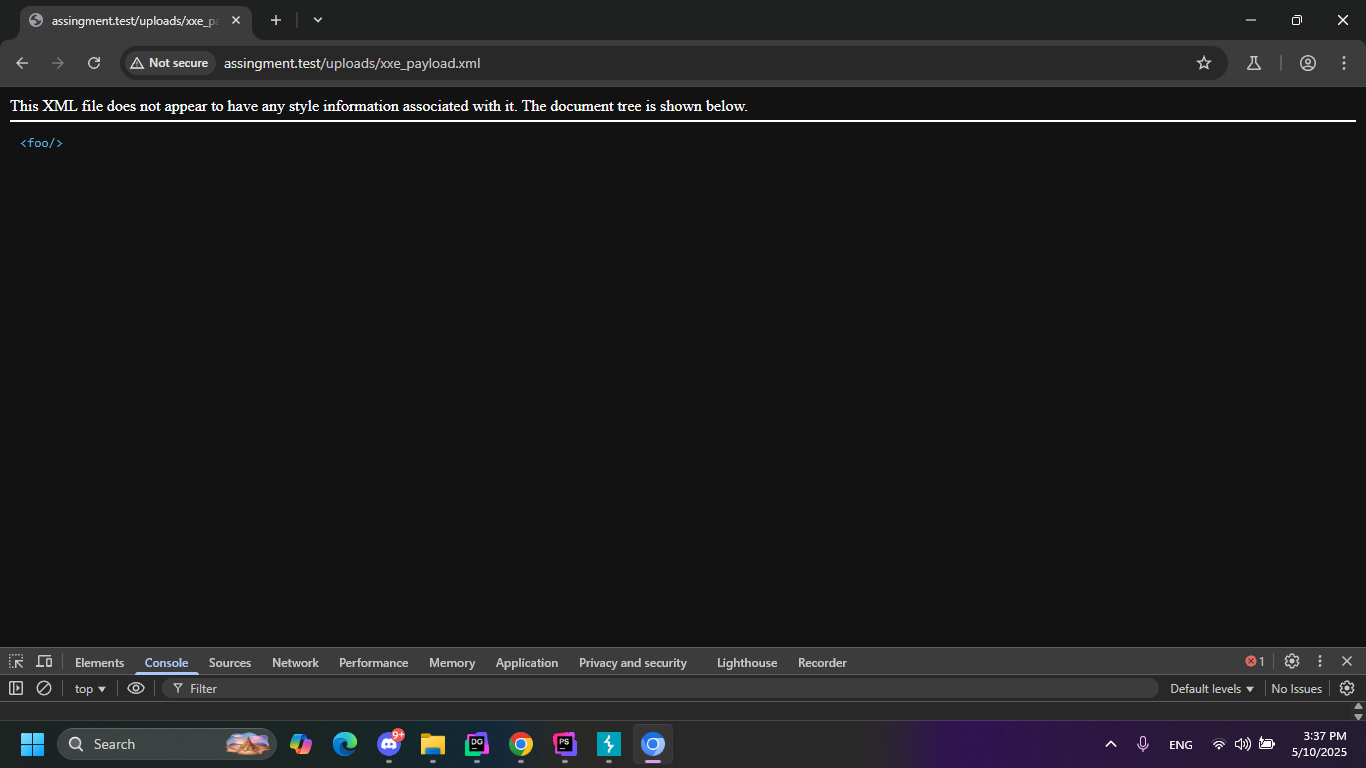 assingment.test/uploads/xxe_pa
Not secure
assingment.test/uploads/xxe_payload.xml
This XML file does not appear to have any style information associated with it. The document tree is shown below.
<foo/>
Elements Console Sources Network Performance Memory Application Privacy and security Lighthouse Recorder 1
top Filter Default levels No Issues
DG
PS
9+
Search ENG 3:37 PM
5/10/2025